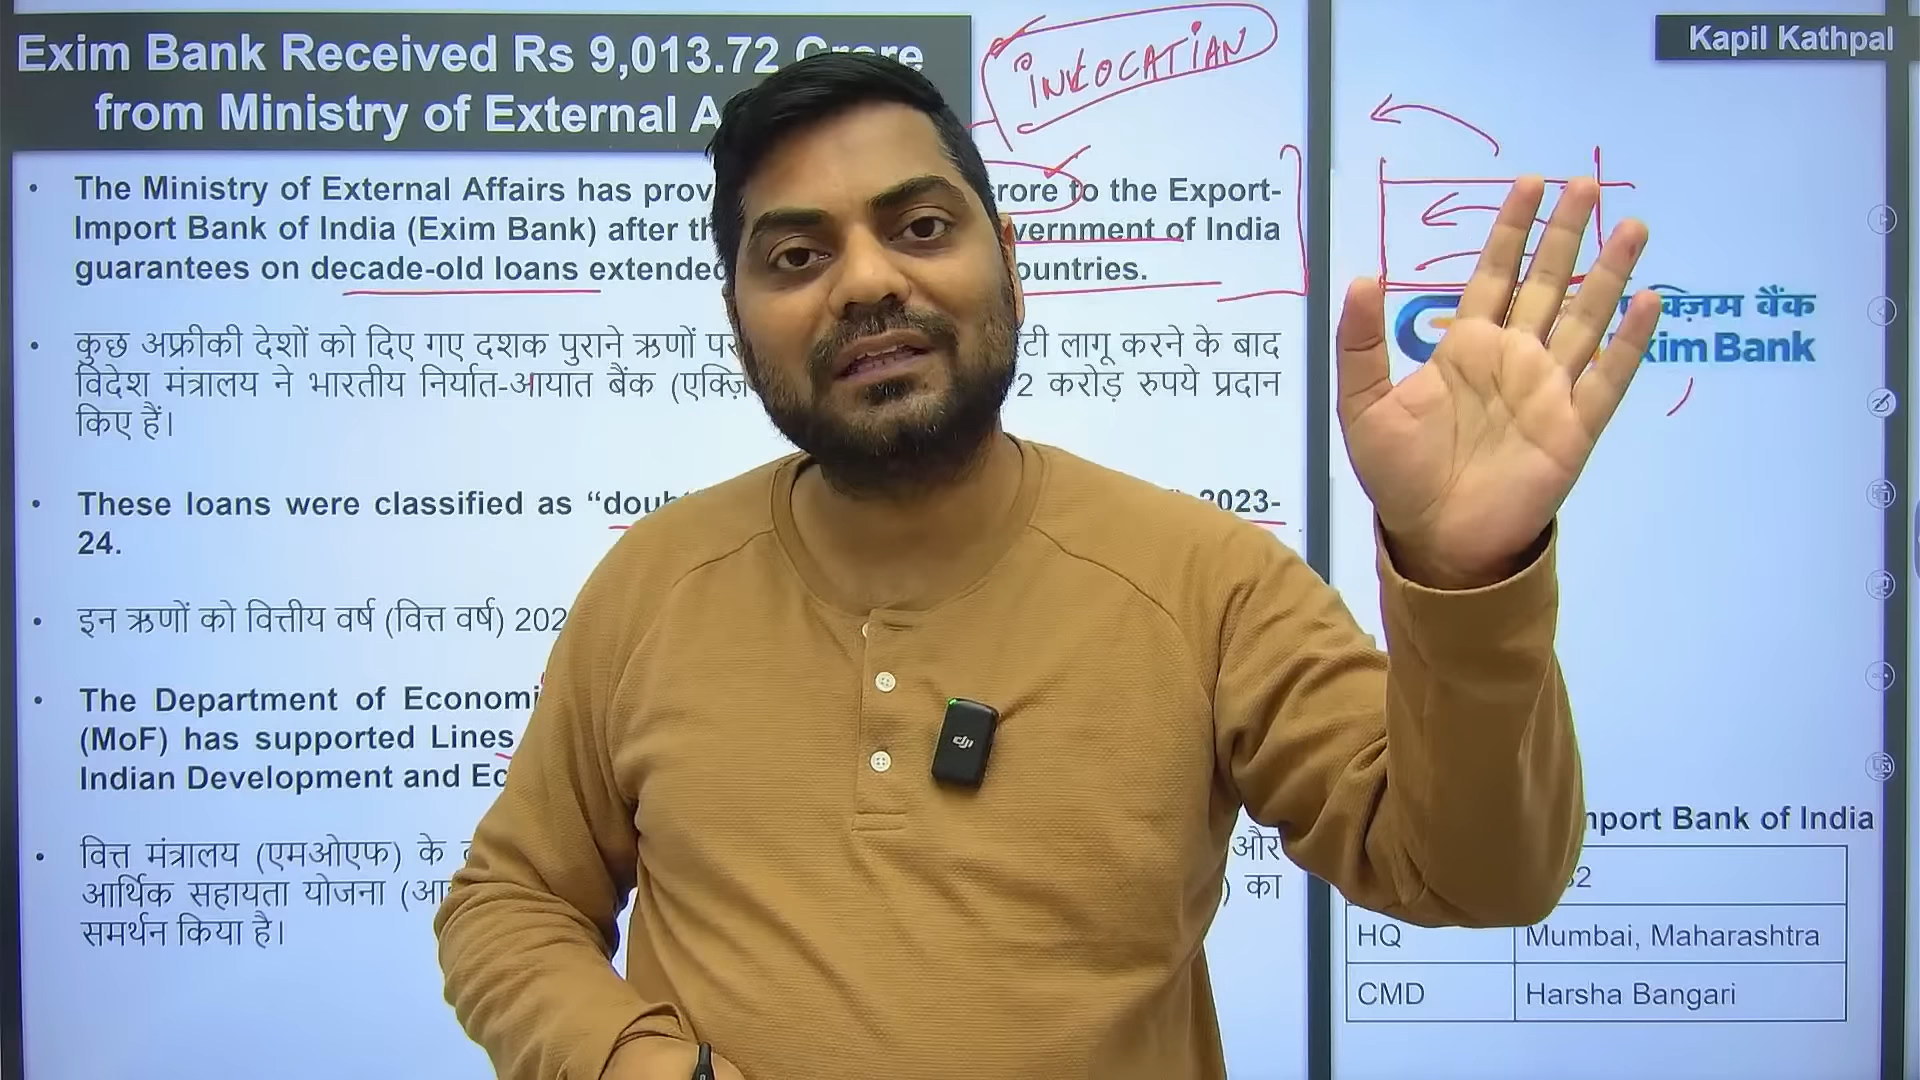 Exim Bank Received Rs 9,013.72 Crore
from Ministry of External A
INVOCATIAN
Kapil Kathpal
• The Ministry of External Affairs has prov crore to the Export-
Import Bank of India (Exim Bank) after th vernment of India
guarantees on decade-old loans extended ountries.
• कुछ अफ्रीकी देशों को दिए गए दशक पुराने ऋणों पर टी लागू करने के बाद
विदेश मंत्रालय ने भारतीय निर्यात-आयात बैंक (एक्ज़ि 2 करोड़ रुपये प्रदान
किए हैं।
• These loans were classified as “doub 2023-
24.
• इन ऋणों को वित्तीय वर्ष (वित्त वर्ष) 202
• The Department of Economi
(MoF) has supported Lines
Indian Development and Ec
• वित्त मंत्रालय (एमओएफ) के और
आर्थिक सहायता योजना (आ ) का
समर्थन किया है।
क्ज़िम बैंक
xim Bank
mport Bank of India
82
HQ Mumbai, Maharashtra
CMD Harsha Bangari
dji